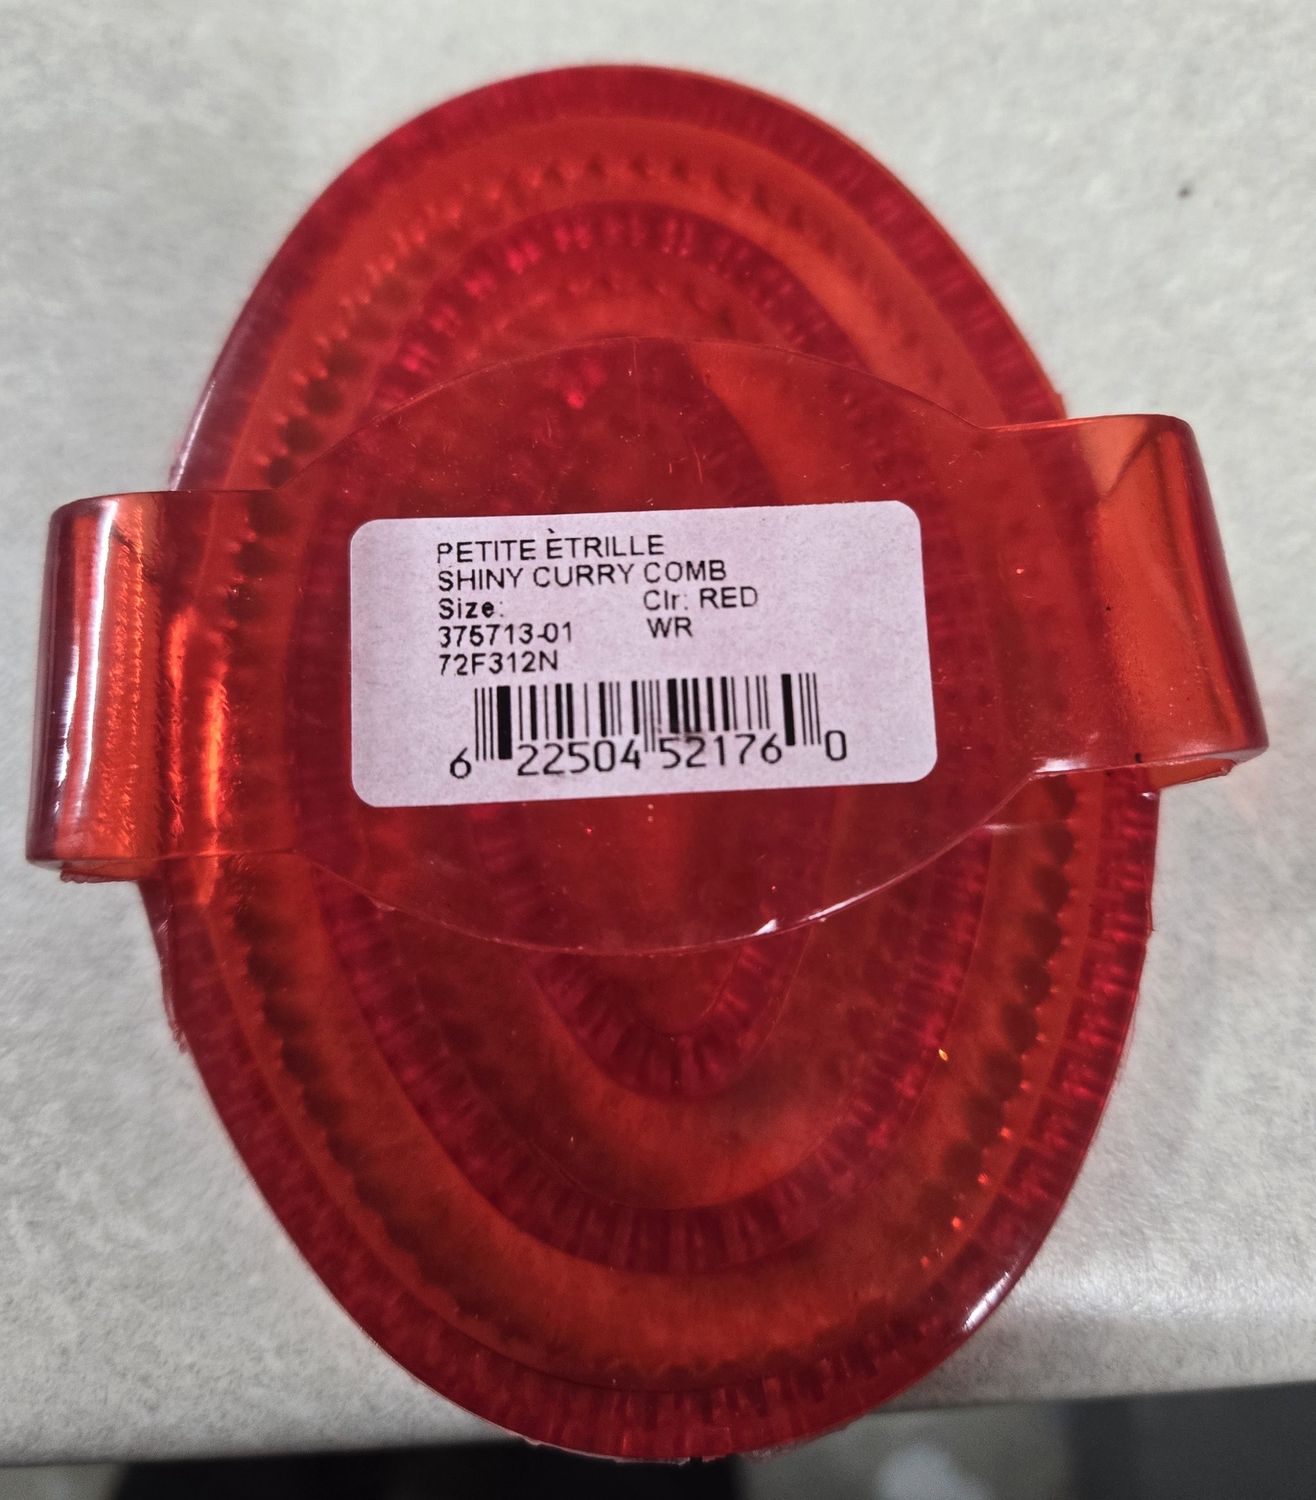 PETITE ÈTRILLE
SHINY CURRY COMB
Size: Clr: RED
375713-01 WR
72F312N
6 22504 52176 0